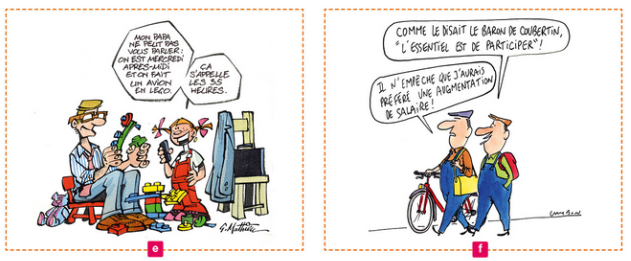 MON PAPA
NE PEUT PAS
VOUS PARLER :
ON EST MERCREDI
APRÈS-MIDI
ET ON FAIT
UN AVION
EN LEGO.
ÇA
S'APPELLE
LES 35
HEURES.
G. Mathieu
e
COMME LE DISAIT LE BARON DE COUBERTIN,
"L'ESSENTIEL EST DE PARTICIPER" !
IL N'EMPÊCHE QUE J'AURAIS
PRÉFÉRÉ UNE AUGMENTATION
DE SALAIRE !
f